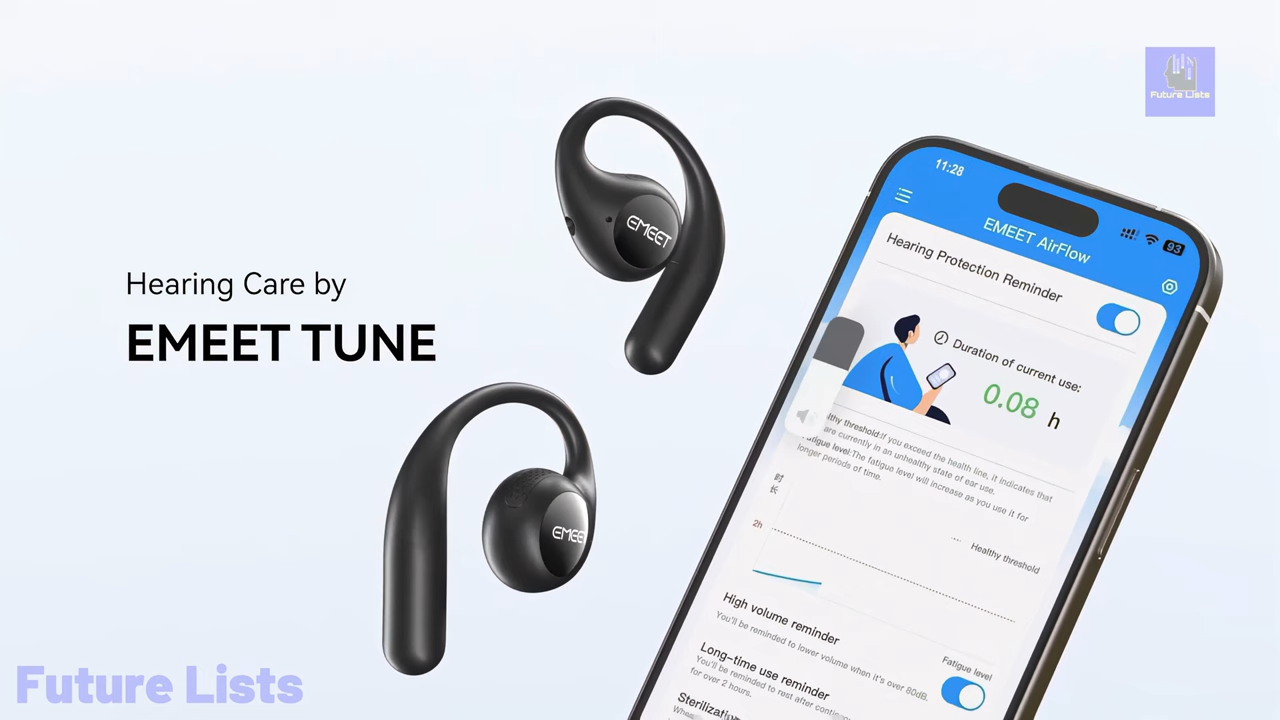 Future Lists
Hearing Care by
EMEET TUNE
EMEET
EMEET
11:28
93
EMEET AirFlow
Hearing Protection Reminder
Duration of current use:
0.08 h
threshold:If you exceed the health line, it indicates that
are currently in an unhealthy state of ear use.
Fatigue level:The fatigue level will increase as you use it for
longer periods of time.
时
长
2h
Healthy threshold
High volume reminder
You'll be reminded to lower volume when it's over 80dB.
Fatigue level
Long-time use reminder
You'll be reminded to rest after
for over 2 hours.
Future Lists